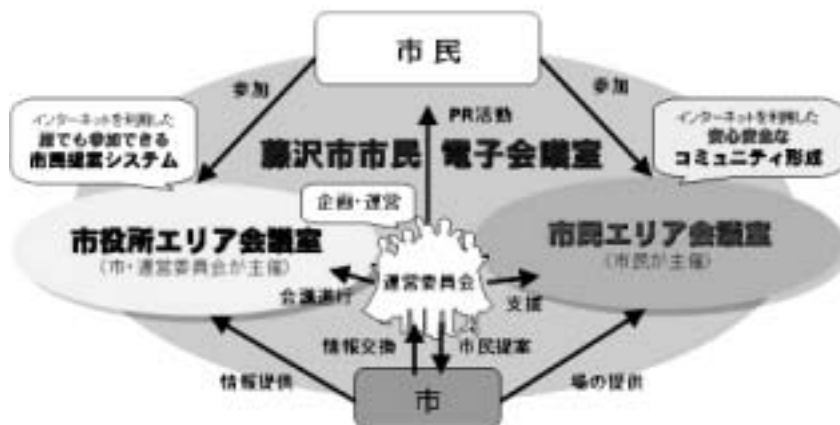 市民
参加
参加
PR活動
インターネットを利用した
誰でも参加できる
市民提案システム
インターネットを利用した
安心安全な
コミュニティ形成
藤沢市市民 電子会議室
企画・運営
市役所エリア会議室
(市・運営委員会が主催)
市民エリア会議室
(市民が主催)
運営委員会
会議進行
支援
情報交換
市民提案
情報提供
場の提供
市